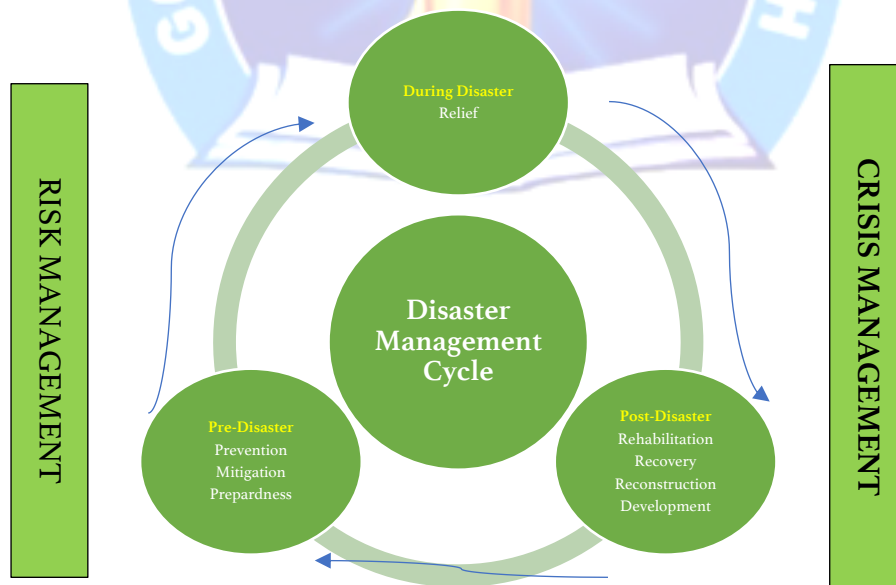 GO
H
During Disaster
Relief
RISK MANAGEMENT
CRISIS MANAGEMENT
Disaster
Management
Cycle
Pre-Disaster
Prevention
Mitigation
Prepardness
Post-Disaster
Rehabilitation
Recovery
Reconstruction
Development